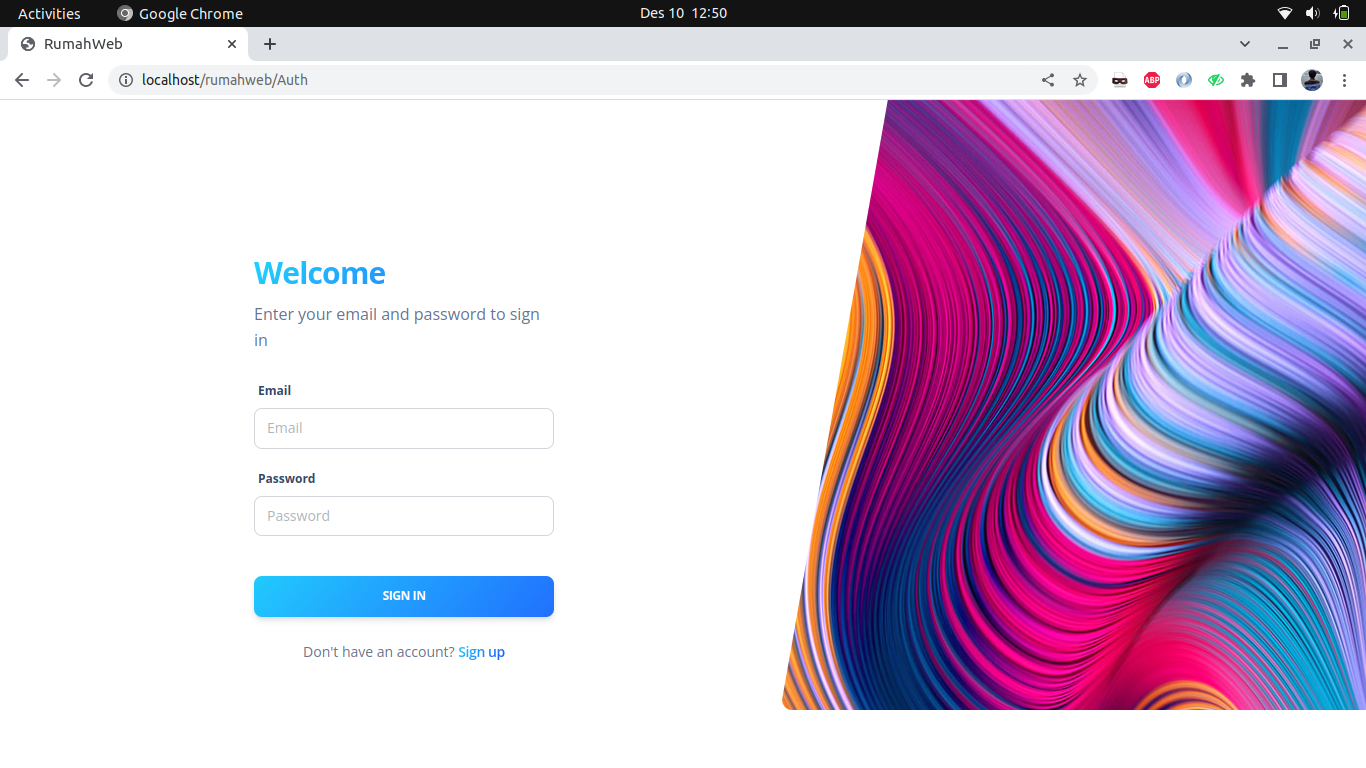 Activities
Google Chrome
Des 10 12:50
RumahWeb
localhost/rumahweb/Auth
ABP
Welcome
Enter your email and password to sign
in
Email
Email
Password
Password
SIGN IN
Don't have an account? Sign up